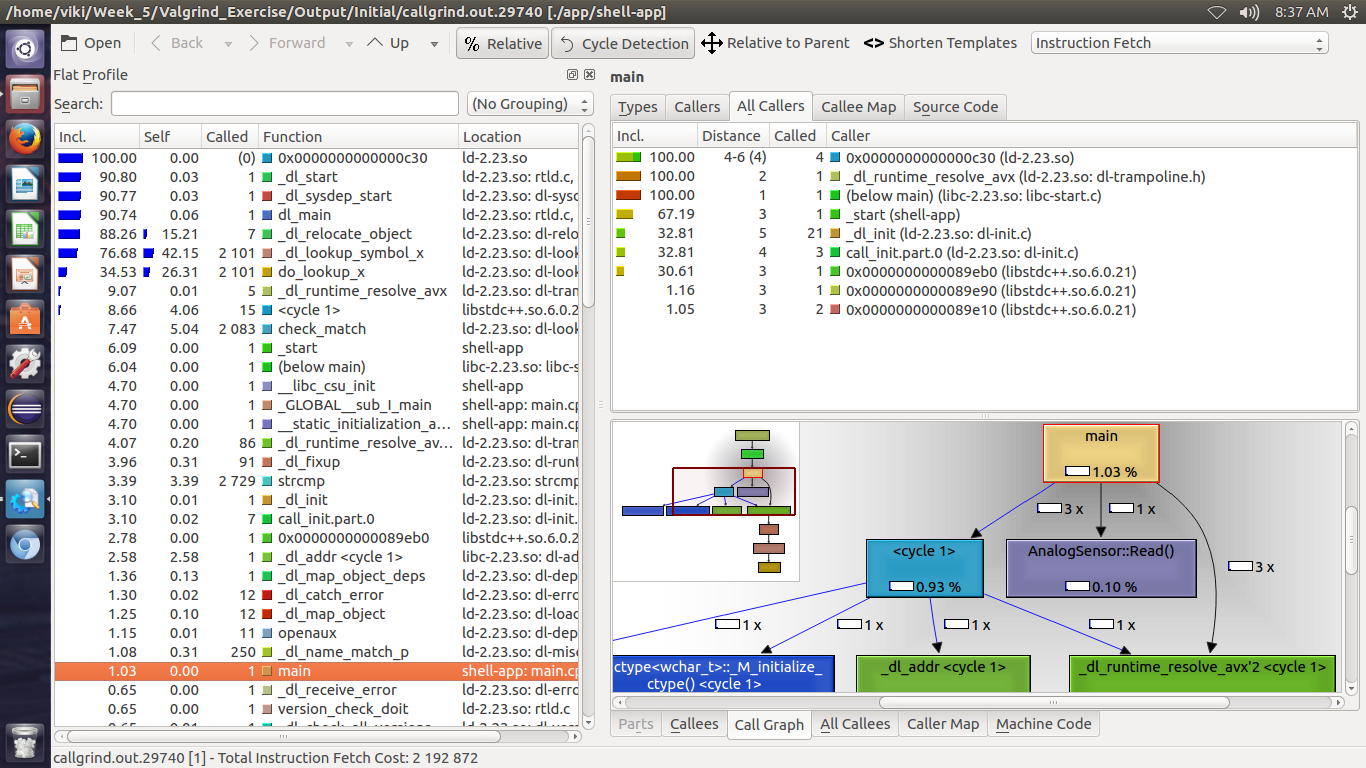 /home/viki/Week_5/Valgrind_Exercise/Output/Initial/callgrind.out.29740 [./app/shell-app] 8:37 AM
Open Back Forward Up % Relative Cycle Detection Relative to Parent <> Shorten Templates Instruction Fetch
Flat Profile
Search: (No Grouping)
Incl. Self Called Function Location
100.00 0.00 (0) 0x0000000000000c30 ld-2.23.so
90.80 0.03 1 _dl_start ld-2.23.so: rtld.c,
90.77 0.03 1 _dl_sysdep_start ld-2.23.so: dl-sysc
90.74 0.06 1 dl_main ld-2.23.so: rtld.c,
88.26 15.21 7 _dl_relocate_object ld-2.23.so: dl-relo
76.68 42.15 2 101 _dl_lookup_symbol_x ld-2.23.so: dl-look
34.53 26.31 2 101 do_lookup_x ld-2.23.so: dl-look
9.07 0.01 5 _dl_runtime_resolve_avx ld-2.23.so: dl-tran
8.66 4.06 15 <cycle 1> libstdc++.so.6.0.2
7.47 5.04 2 083 check_match ld-2.23.so: dl-look
6.09 0.00 1 _start shell-app
6.04 0.00 1 (below main) libc-2.23.so: libc-
4.70 0.00 1 __libc_csu_init shell-app
4.70 0.00 1 _GLOBAL__sub_I_main shell-app: main.cp
4.70 0.00 1 __static_initialization_a... shell-app: main.cp
4.07 0.20 86 _dl_runtime_resolve_av... ld-2.23.so: dl-tran
3.96 0.31 91 _dl_fixup ld-2.23.so: dl-runt
3.39 3.39 2 729 strcmp ld-2.23.so: strcmp
3.10 0.01 1 _dl_init ld-2.23.so: dl-init.
3.10 0.02 7 call_init.part.0 ld-2.23.so: dl-init.
2.78 0.00 1 0x0000000000089eb0 libstdc++.so.6.0.2
2.58 2.58 1 _dl_addr <cycle 1> libc-2.23.so: dl-ad
1.36 0.13 1 _dl_map_object_deps ld-2.23.so: dl-dep
1.30 0.02 12 _dl_catch_error ld-2.23.so: dl-erro
1.25 0.10 12 _dl_map_object ld-2.23.so: dl-loac
1.15 0.01 11 openaux ld-2.23.so: dl-dep
1.08 0.31 250 _dl_name_match_p ld-2.23.so: dl-mise
1.03 0.00 1 main shell-app: main.cp
0.65 0.00 1 _dl_receive_error ld-2.23.so: dl-erro
0.65 0.00 1 version_check_doit ld-2.23.so: rtld.c
0.65 0.01 1 _dl_check_all_versions
main
Types Callers All Callers Callee Map Source Code
Incl. Distance Called Caller
100.00 4-6 (4) 4 0x0000000000000c30 (ld-2.23.so)
100.00 2 1 _dl_runtime_resolve_avx (ld-2.23.so: dl-trampoline.h)
100.00 1 1 (below main) (libc-2.23.so: libc-start.c)
67.19 3 1 _start (shell-app)
32.81 5 21 _dl_init (ld-2.23.so: dl-init.c)
32.81 4 3 call_init.part.0 (ld-2.23.so: dl-init.c)
30.61 3 1 0x0000000000089eb0 (libstdc++.so.6.0.21)
1.16 3 1 0x0000000000089e90 (libstdc++.so.6.0.21)
1.05 3 2 0x0000000000089e10 (libstdc++.so.6.0.21)
main
1.03 %
3 x
1 x
<cycle 1>
0.93 %
AnalogSensor::Read()
0.10 %
3 x
1 x
1 x
1 x
1 x
ctype<wchar_t>::_M_initialize_
ctype() <cycle 1>
_dl_addr <cycle 1>
_dl_runtime_resolve_avx'2 <cycle 1>
Parts Callees Call Graph All Callees Caller Map Machine Code
callgrind.out.29740 [1] - Total Instruction Fetch Cost: 2 192 872